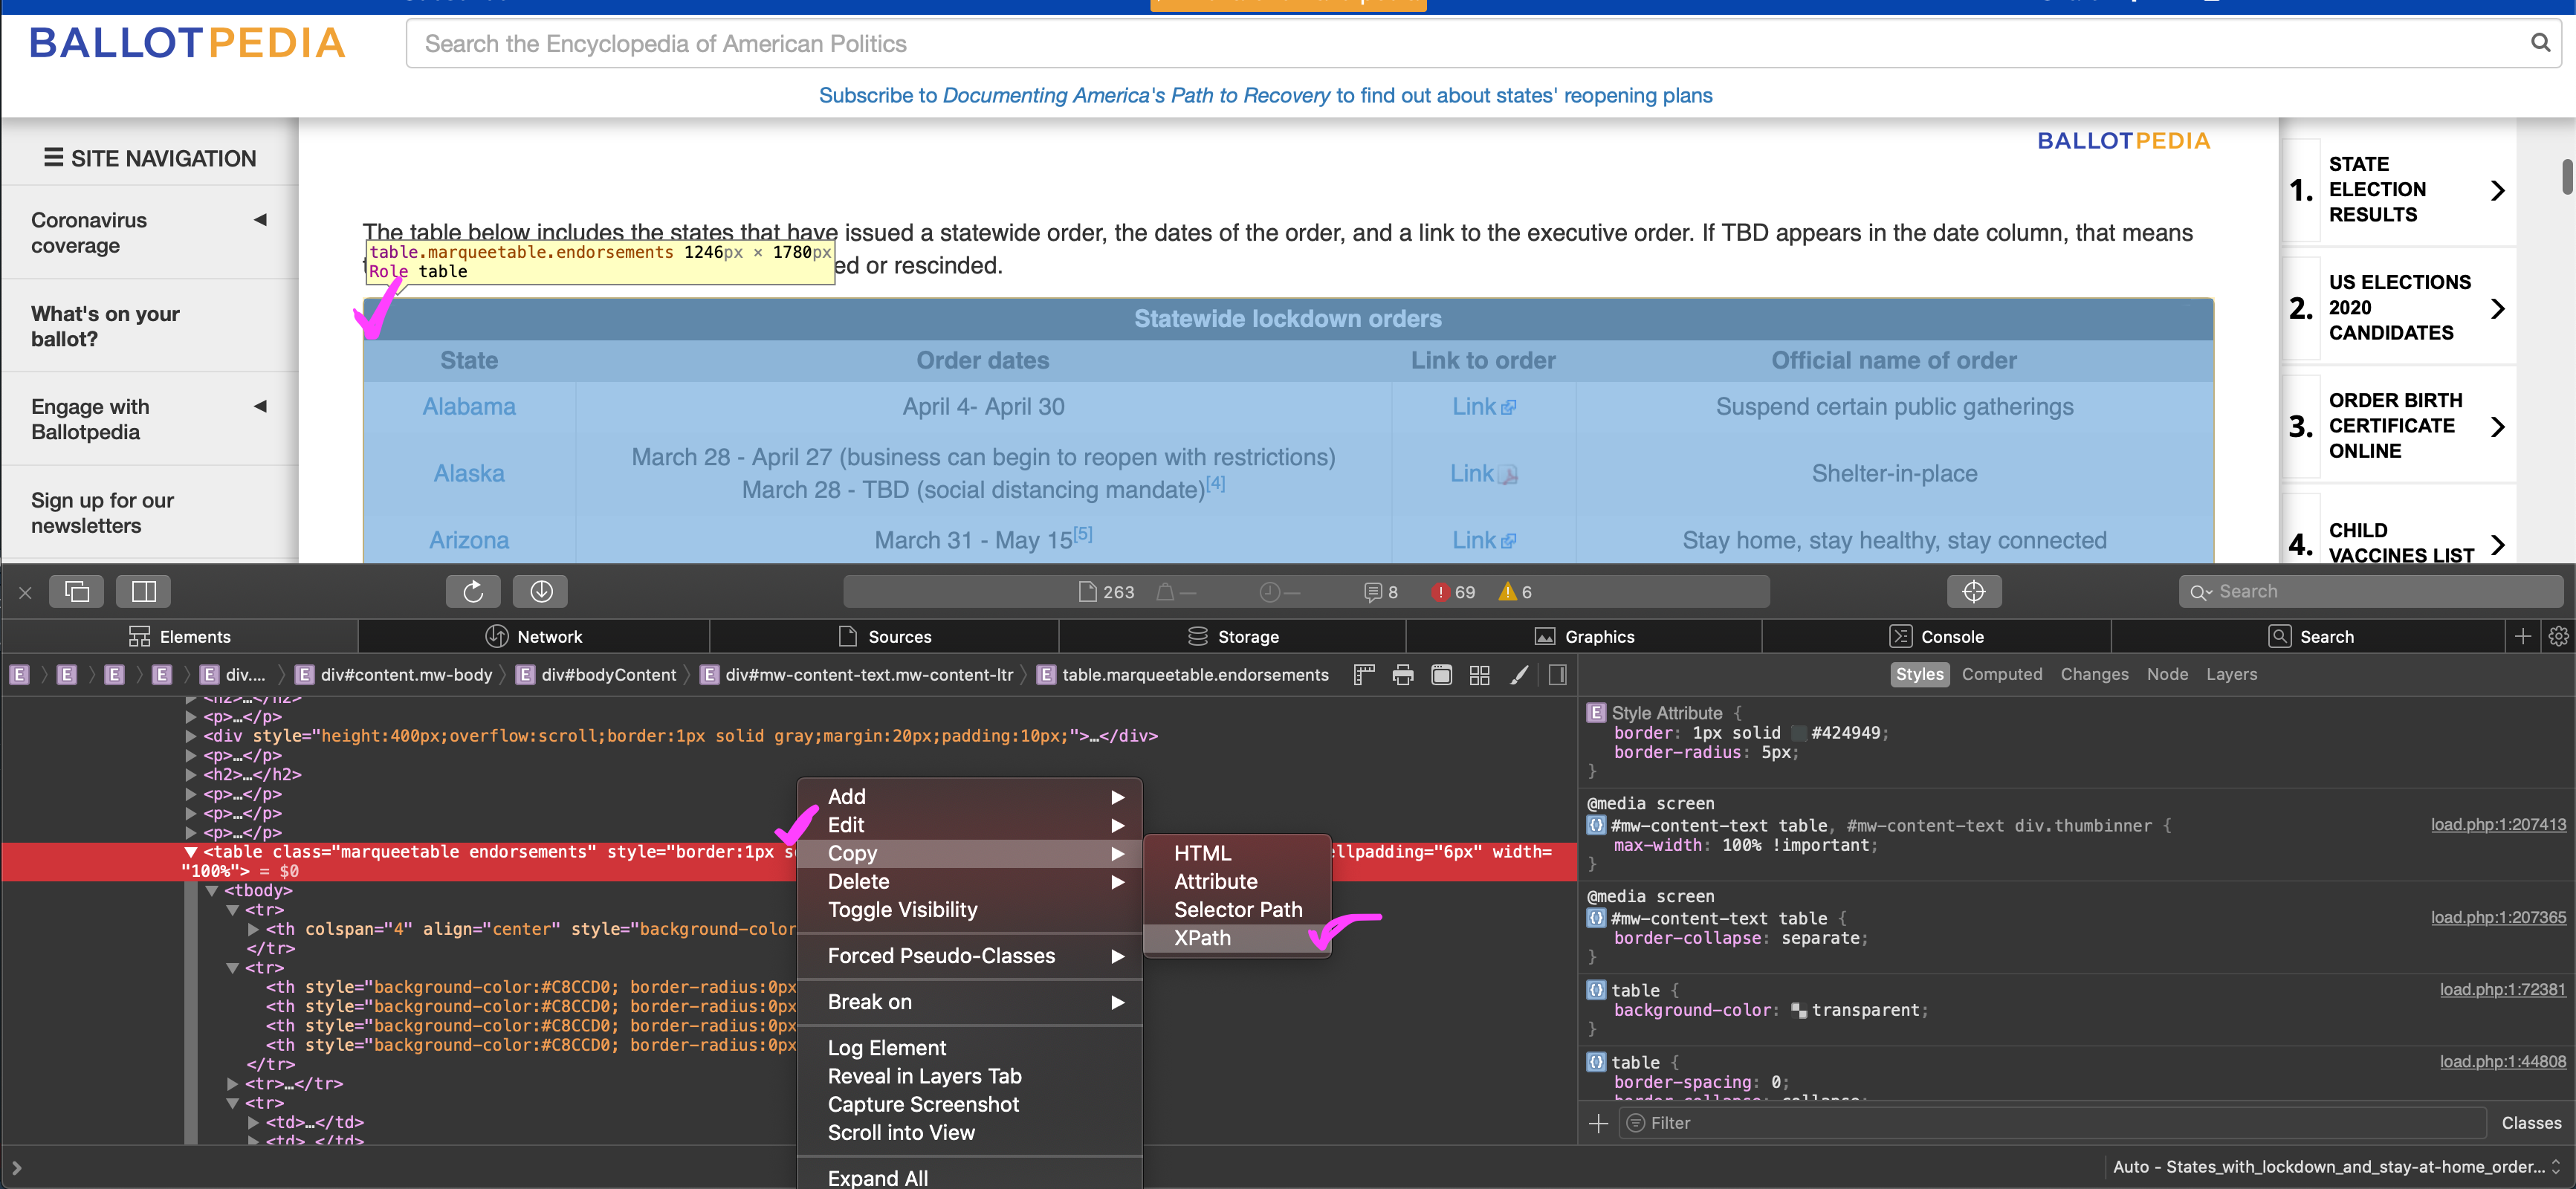 BALLOTPEDIA
Search the Encyclopedia of American Politics
Subscribe to Documenting America's Path to Recovery to find out about states' reopening plans
SITE NAVIGATION
Coronavirus
coverage
What's on your
ballot?
Engage with
Ballotpedia
Sign up for our
newsletters
BALLOTPEDIA
The table below includes the states that have issued a statewide order, the dates of the order, and a link to the executive order. If TBD appears in the date column, that means
ed or rescinded.
table.marqueetable.endorsements 1246px × 1780px
Role table
Statewide lockdown orders
State Order dates Link to order Official name of order
Alabama April 4- April 30 Link Suspend certain public gatherings
Alaska March 28 - April 27 (business can begin to reopen with restrictions)
March 28 - TBD (social distancing mandate)[4] Link Shelter-in-place
Arizona March 31 - May 15[5] Link Stay home, stay healthy, stay connected
1. STATE
ELECTION
RESULTS
2. US ELECTIONS
2020
CANDIDATES
3. ORDER BIRTH
CERTIFICATE
ONLINE
4. CHILD
VACCINES LIST
263 — — 8 69 6
Search
Elements Network Sources Storage Graphics Console Search
E E E E E div.... E div#content.mw-body E div#bodyContent E div#mw-content-text.mw-content-ltr E table.marqueetable.endorsements
Styles Computed Changes Node Layers
<h2>…</h2>
<p>…</p>
<div style="height:400px;overflow:scroll;border:1px solid gray;margin:20px;padding:10px;">…</div>
<p>…</p>
<h2>…</h2>
<p>…</p>
<p>…</p>
<p>…</p>
<table class="marqueetable endorsements" style="border:1px s llpadding="6px" width=
"100%"> = $0
<tbody>
<tr>
<th colspan="4" align="center" style="background-color
</tr>
<tr>
<th style="background-color:#C8CCD0; border-radius:0px
<th style="background-color:#C8CCD0; border-radius:0px
<th style="background-color:#C8CCD0; border-radius:0px
<th style="background-color:#C8CCD0; border-radius:0px
</tr>
<tr>…</tr>
<tr>
<td>…</td>
<td>…</td>
Add
Edit
Copy
Delete
Toggle Visibility
Forced Pseudo-Classes
Break on
Log Element
Reveal in Layers Tab
Capture Screenshot
Scroll into View
Expand All
HTML
Attribute
Selector Path
XPath
E Style Attribute {
border: 1px solid #424949;
border-radius: 5px;
}
@media screen
{} #mw-content-text table, #mw-content-text div.thumbinner { load.php:1:207413
max-width: 100% !important;
}
@media screen
{} #mw-content-text table { load.php:1:207365
border-collapse: separate;
}
{} table { load.php:1:72381
background-color: transparent;
}
{} table { load.php:1:44808
border-spacing: 0;
border-collapse: collapse;
Filter Classes
Auto - States_with_lockdown_and_stay-at-home_order...